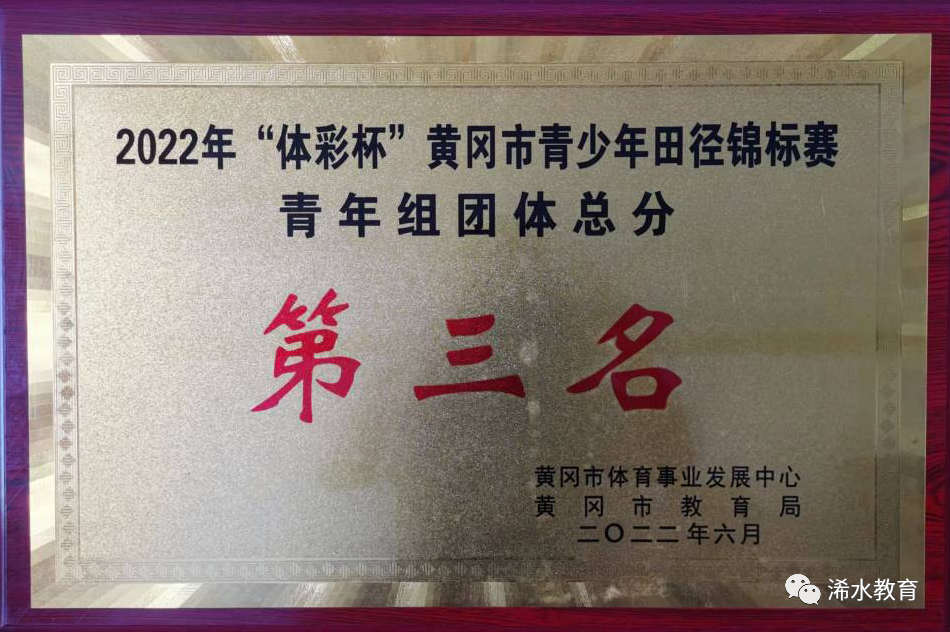 2022年“体彩杯”黄冈市青少年田径锦标赛
青年组团体总分
第三名
黄冈市体育事业发展中心
黄冈市教育局
二〇二二年六月
浠水教育